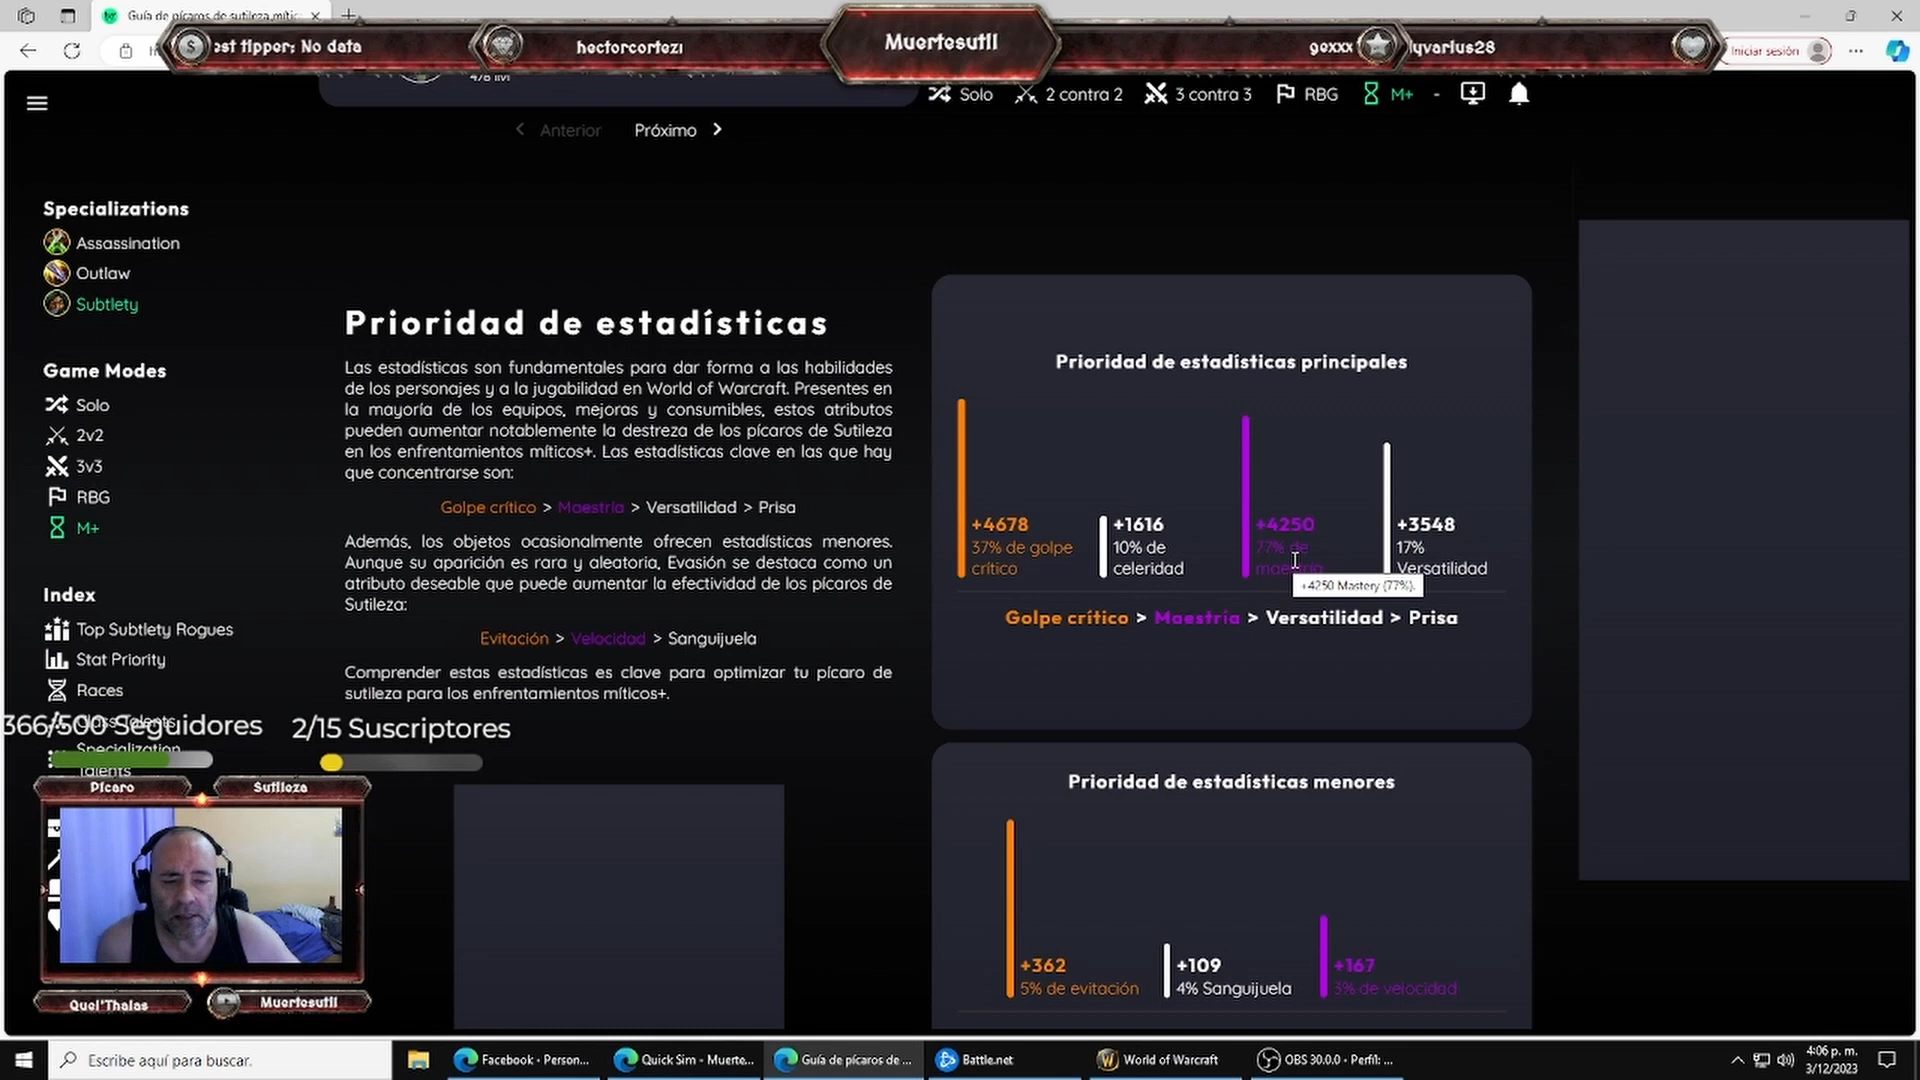 Guía de pícaros de sutileza mític
est tipper: No data
hectorcortez1
Muertesutil
gexxx
lyvarius28
Iniciar sesión
478 ilvl
Solo
2 contra 2
3 contra 3
RBG
M+
-
Anterior
Próximo
Specializations
Assassination
Outlaw
Subtlety
Game Modes
Solo
2v2
3v3
RBG
M+
Index
Top Subtlety Rogues
Stat Priority
Races
Class Talents
Specialization
Talents
Prioridad de estadísticas
Las estadísticas son fundamentales para dar forma a las habilidades
de los personajes y a la jugabilidad en World of Warcraft. Presentes en
la mayoría de los equipos, mejoras y consumibles, estos atributos
pueden aumentar notablemente la destreza de los pícaros de Sutileza
en los enfrentamientos míticos+. Las estadísticas clave en las que hay
que concentrarse son:
Golpe crítico > Maestría > Versatilidad > Prisa
Además, los objetos ocasionalmente ofrecen estadísticas menores.
Aunque su aparición es rara y aleatoria, Evasión se destaca como un
atributo deseable que puede aumentar la efectividad de los pícaros de
Sutileza:
Evitación > Velocidad > Sanguijuela
Comprender estas estadísticas es clave para optimizar tu pícaro de
sutileza para los enfrentamientos míticos+.
Prioridad de estadísticas principales
+4678
37% de golpe
crítico
+1616
10% de
celeridad
+4250
77% de
maestría
+3548
17%
Versatilidad
+4250 Mastery (77%).
Golpe crítico > Maestría > Versatilidad > Prisa
Prioridad de estadísticas menores
+362
5% de evitación
+109
4% Sanguijuela
+167
3% de velocidad
366/500 Seguidores
2/15 Suscriptores
Pícaro
Sutileza
Quel'Thalas
Muertesutil
Escribe aquí para buscar.
Facebook - Person...
Quick Sim - Muerte...
Guía de pícaros de ...
Battle.net
World of Warcraft
OBS 30.0.0 - Perfil: ...
4:06 p. m.
3/12/2023